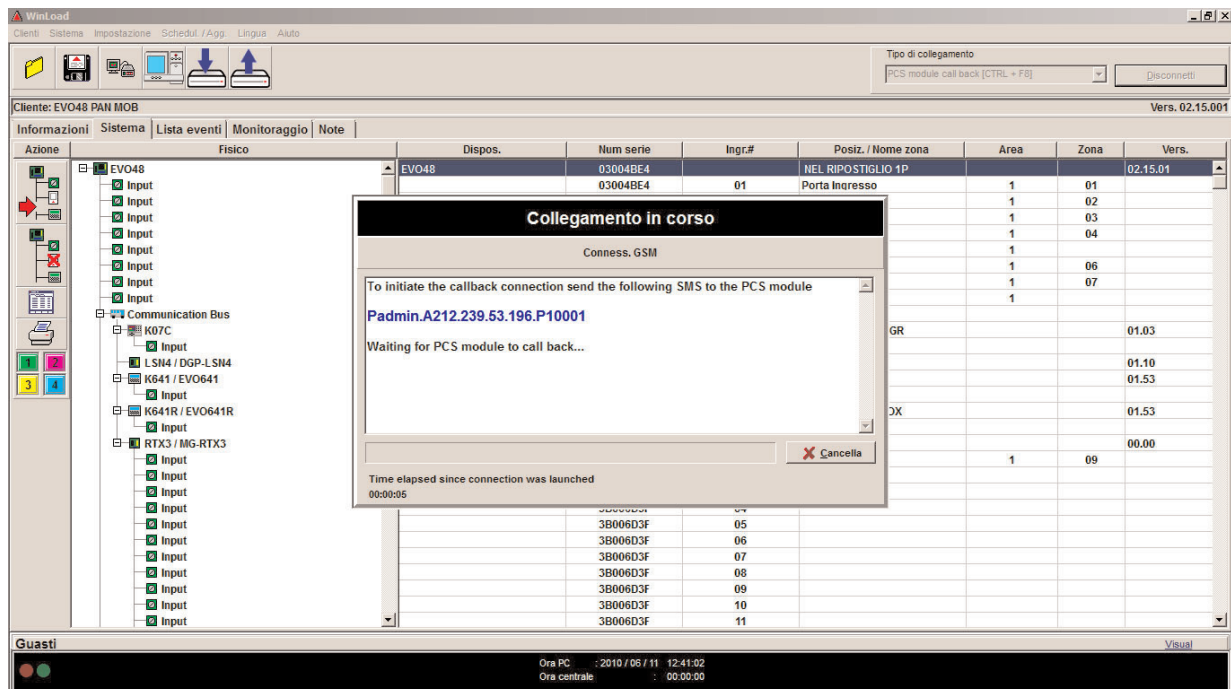 WinLoad
Clienti Sistema Impostazione Schedul. / Agg. Lingua Aiuto
Tipo di collegamento
PCS module call back [CTRL + F8]
Disconnetti
Cliente: EVO48 PAN MOB
Vers. 02.15.001
Informazioni Sistema Lista eventi Monitoraggio Note
Azione Fisico Dispos. Num serie Ingr.# Posiz. / Nome zona Area Zona Vers.
EVO48 EVO48 03004BE4 NEL RIPOSTIGLIO 1P 02.15.01
Input 03004BE4 01 Porta Ingresso 1 01
Input 1 02
Input 1 03
Input 1 04
Input 1
Input 1 06
Input 1 07
Input 1
Communication Bus
K07C GR 01.03
Input
LSN4 / DGP-LSN4 01.10
K641 / EVO641 01.53
Input
K641R / EVO641R OX 01.53
Input
RTX3 / MG-RTX3 00.00
Input 1 09
Input
Input
Input
Input 3B006D3F 05
Input 3B006D3F 06
Input 3B006D3F 07
Input 3B006D3F 08
Input 3B006D3F 09
Input 3B006D3F 10
Input 3B006D3F 11
1 2
3 4
Collegamento in corso
Conness. GSM
To initiate the callback connection send the following SMS to the PCS module
Padmin.A212.239.53.196.P10001
Waiting for PCS module to call back...
Cancella
Time elapsed since connection was launched
00:00:05
Guasti
Visual
Ora PC : 2010 / 06 / 11 12:41:02
Ora centrale : 00:00:00